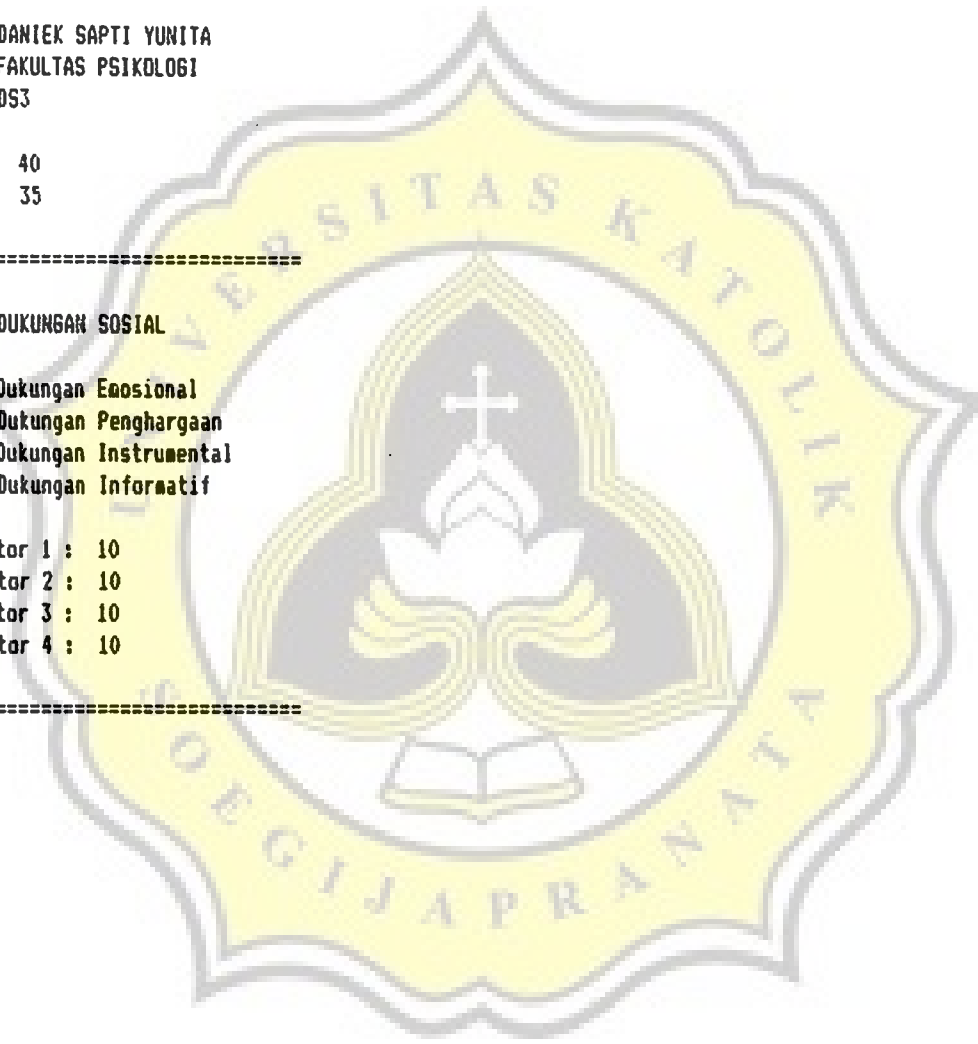 DANIEK SAPTI YUNITA
FAKULTAS PSIKOLOGI
DS3
40
35
============================
DUKUNGAN SOSIAL
Dukungan Emosional
Dukungan Penghargaan
Dukungan Instrumental
Dukungan Informatif
tor 1 : 10
tor 2 : 10
tor 3 : 10
tor 4 : 10
============================
UNIVERSITAS KATOLIK
SOEGIJAPRANATA